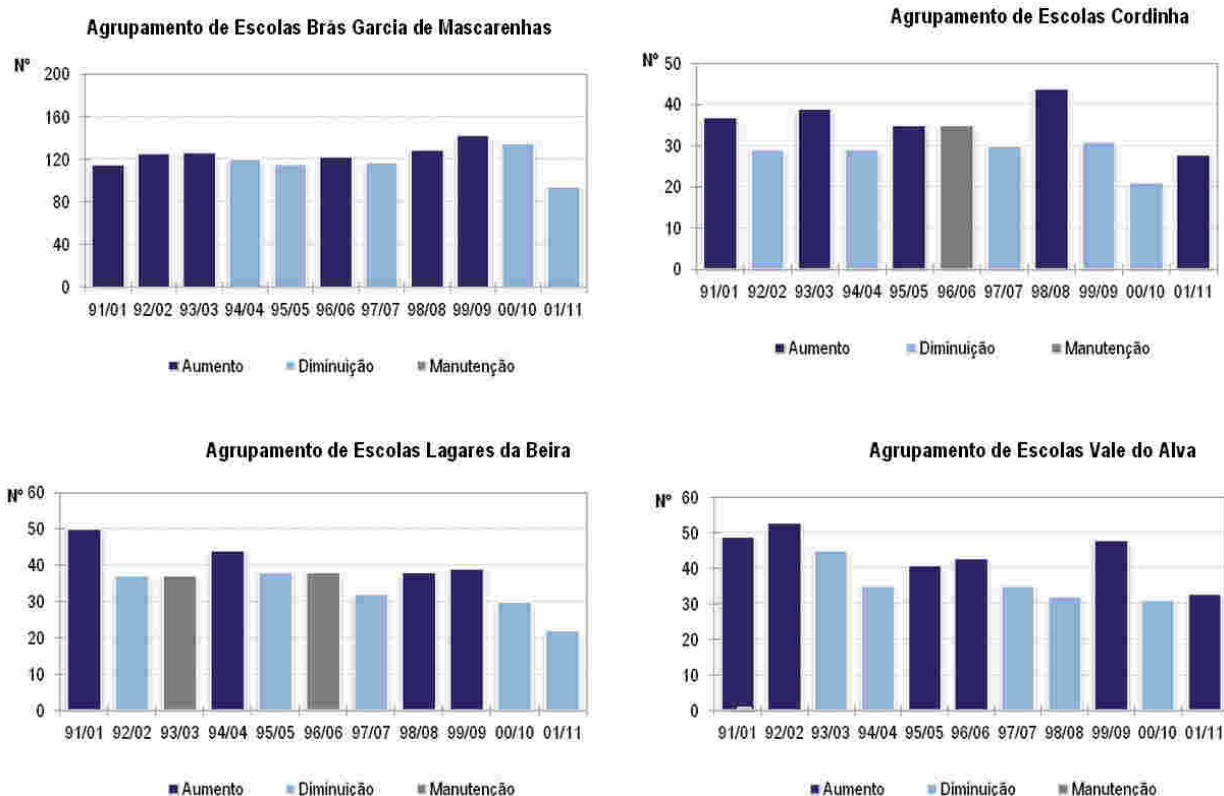 Agrupamento de Escolas Brás Garcia de Mascarenhas
Nº
200
160
120
80
40
0
91/01 92/02 93/03 94/04 95/05 96/06 97/07 98/08 99/09 00/10 01/11
Aumento Diminuição Manutenção
Agrupamento de Escolas Cordinha
Nº
50
40
30
20
10
0
91/01 92/02 93/03 94/04 95/05 96/06 97/07 98/08 99/09 00/10 01/11
Aumento Diminuição Manutenção
Agrupamento de Escolas Lagares da Beira
Nº
60
50
40
30
20
10
0
91/01 92/02 93/03 94/04 95/05 96/06 97/07 98/08 99/09 00/10 01/11
Aumento Diminuição Manutenção
Agrupamento de Escolas Vale do Alva
Nº
60
50
40
30
20
10
0
91/01 92/02 93/03 94/04 95/05 96/06 97/07 98/08 99/09 00/10 01/11
Aumento Diminuição Manutenção